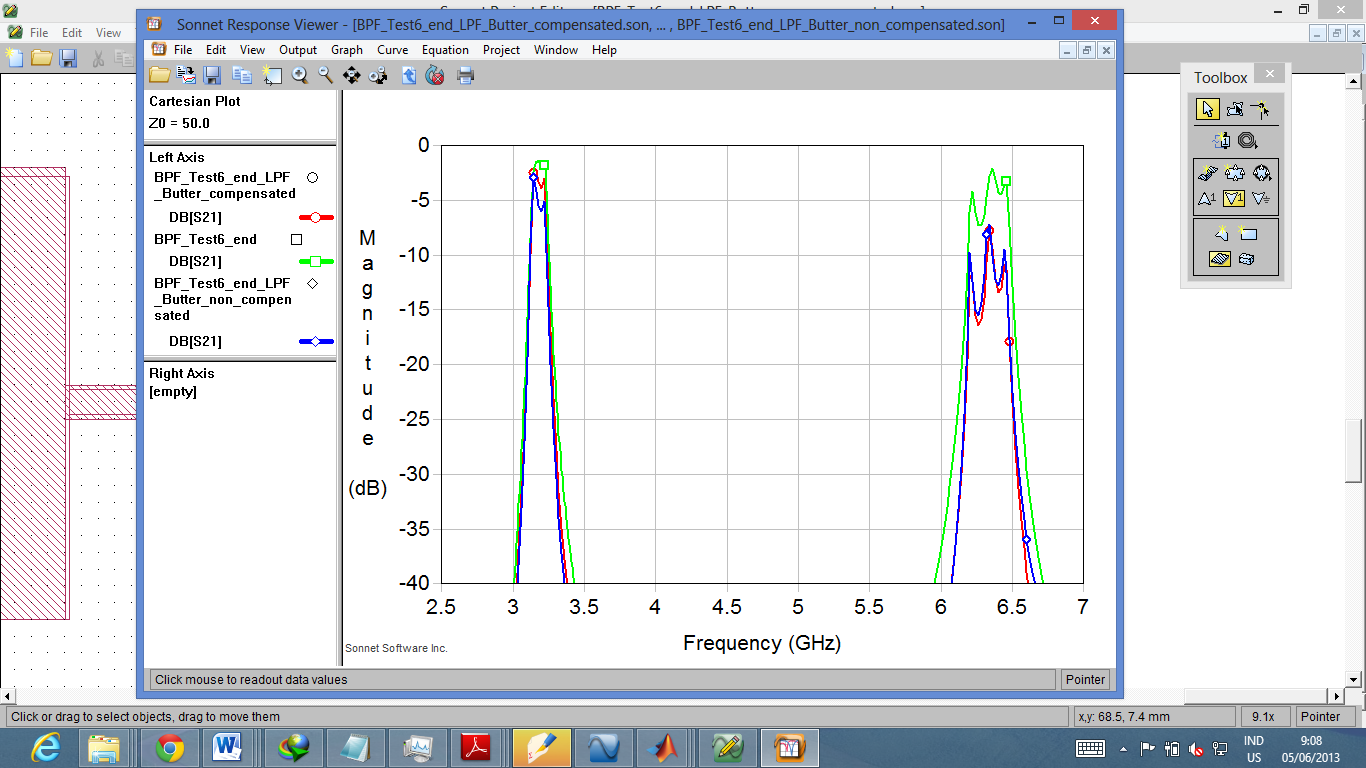 Sonnet Response Viewer - [BPF_Test6_end_LPF_Butter_compensated.son, ... , BPF_Test6_end_LPF_Butter_non_compensated.son]
File Edit View
File Edit View Output Graph Curve Equation Project Window Help
Cartesian Plot
Z0 = 50.0
Left Axis
BPF_Test6_end_LPF
_Butter_compensated
DB[S21]
BPF_Test6_end
DB[S21]
BPF_Test6_end_LPF
_Butter_non_compen
sated
DB[S21]
Right Axis
[empty]
Magnitude
(dB)
0
-5
-10
-15
-20
-25
-30
-35
-40
2.5 3 3.5 4 4.5 5 5.5 6 6.5 7
Frequency (GHz)
Sonnet Software Inc.
Click mouse to readout data values
Pointer
Toolbox
Click or drag to select objects, drag to move them
x,y: 68.5, 7.4 mm
9.1x
Pointer
IND
US
9:08
05/06/2013